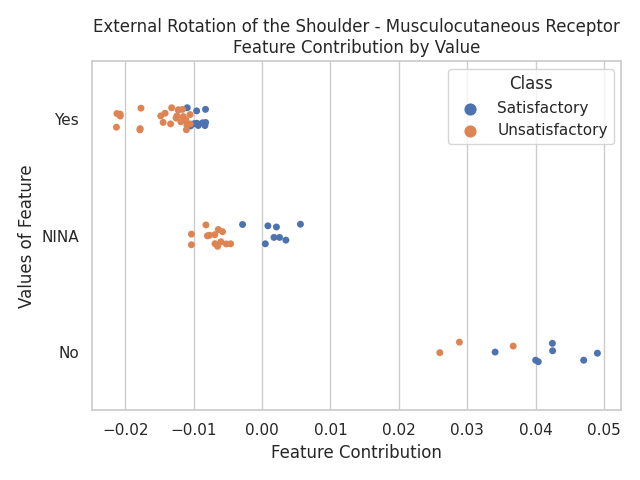 External Rotation of the Shoulder - Musculocutaneous Receptor
Feature Contribution by Value
Class
Satisfactory
Unsatisfactory
Values of Feature
Yes
NINA
No
−0.02 −0.01 0.00 0.01 0.02 0.03 0.04 0.05
Feature Contribution